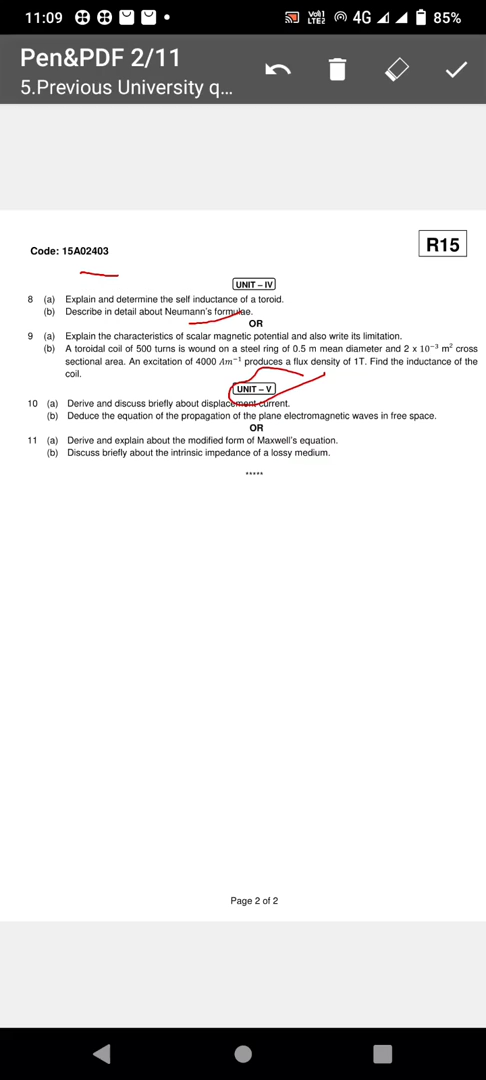 11:09 Vo)) LTE2 4G 85%
Pen&PDF 2/11
5.Previous University q...
Code: 15A02403
R15
UNIT – IV
8 (a) Explain and determine the self inductance of a toroid.
(b) Describe in detail about Neumann's formulae.
OR
9 (a) Explain the characteristics of scalar magnetic potential and also write its limitation.
(b) A toroidal coil of 500 turns is wound on a steel ring of 0.5 m mean diameter and 2 x 10⁻³ m² cross
sectional area. An excitation of 4000 Am⁻¹ produces a flux density of 1T. Find the inductance of the
coil.
UNIT – V
10 (a) Derive and discuss briefly about displacement current.
(b) Deduce the equation of the propagation of the plane electromagnetic waves in free space.
OR
11 (a) Derive and explain about the modified form of Maxwell's equation.
(b) Discuss briefly about the intrinsic impedance of a lossy medium.
*****
Page 2 of 2